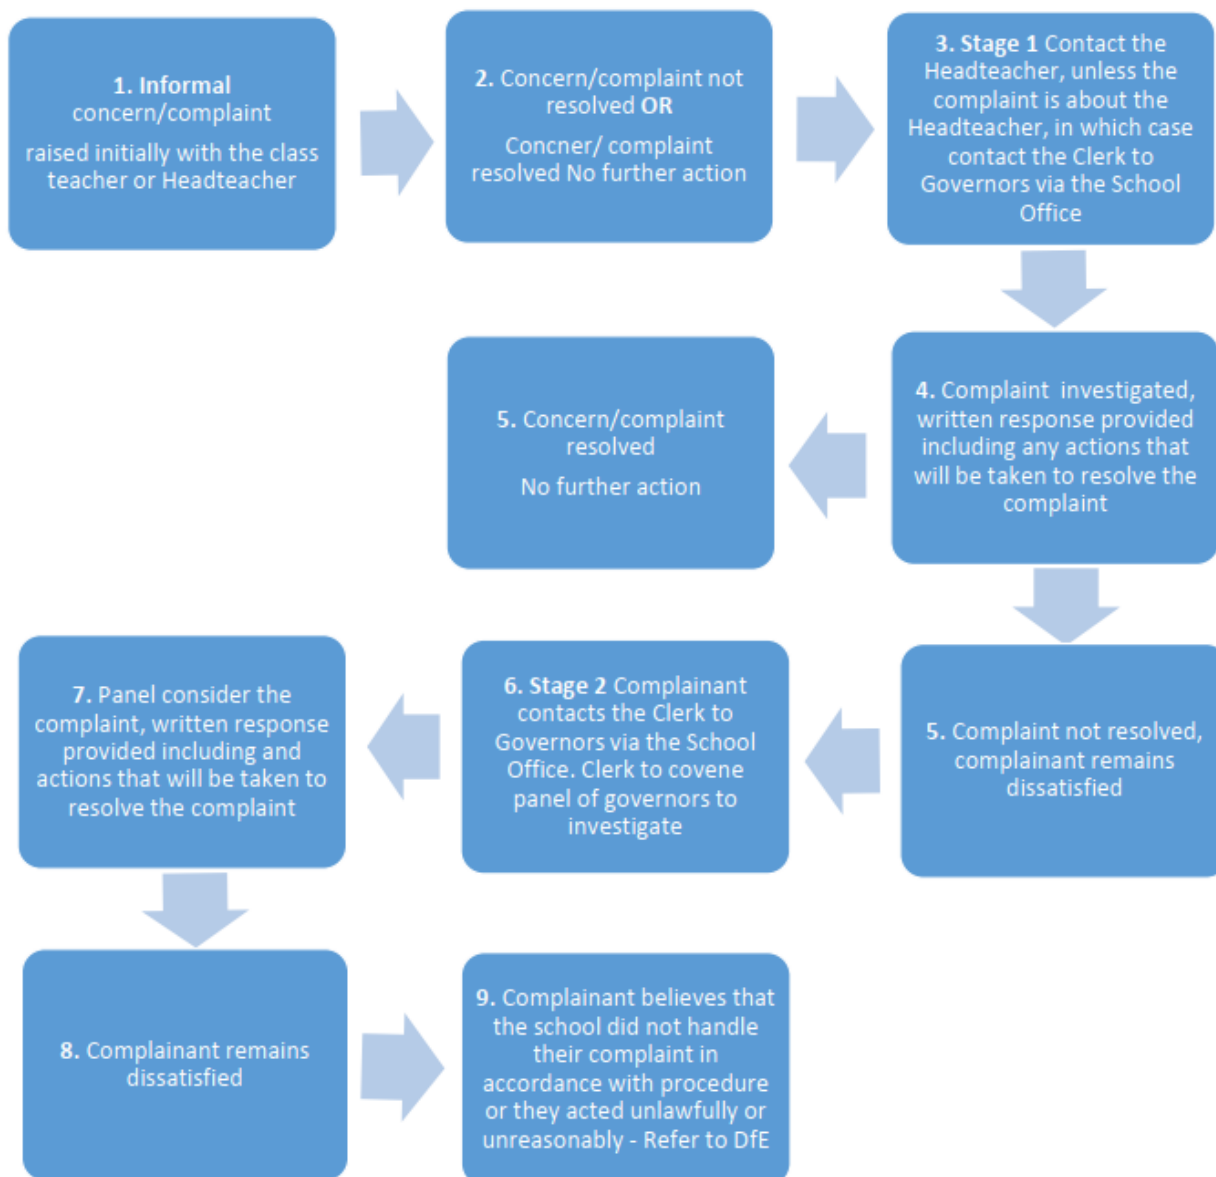 1. Informal
concern/complaint
raised initially with the class
teacher or Headteacher
2. Concern/complaint not
resolved OR
Concner/ complaint
resolved No further action
3. Stage 1 Contact the
Headteacher, unless the
complaint is about the
Headteacher, in which case
contact the Clerk to
Governors via the School
Office
4. Complaint investigated,
written response provided
including any actions that
will be taken to resolve the
complaint
5. Concern/complaint
resolved
No further action
5. Complaint not resolved,
complainant remains
dissatisfied
6. Stage 2 Complainant
contacts the Clerk to
Governors via the School
Office. Clerk to covene
panel of governors to
investigate
7. Panel consider the
complaint, written response
provided including and
actions that will be taken to
resolve the complaint
8. Complainant remains
dissatisfied
9. Complainant believes that
the school did not handle
their complaint in
accordance with procedure
or they acted unlawfully or
unreasonably - Refer to DfE